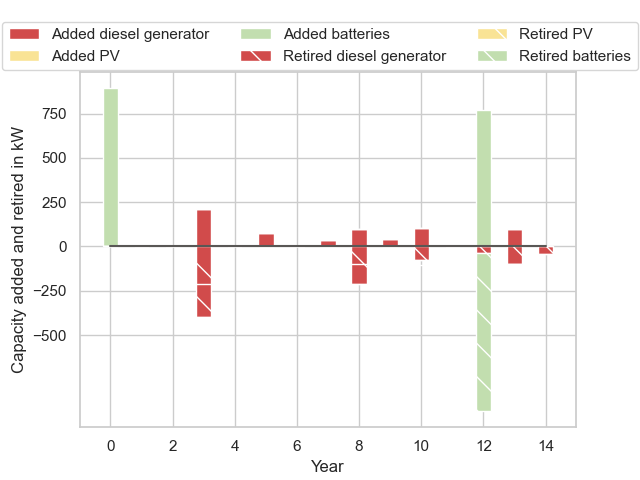 Added diesel generator Added batteries Retired PV
Added PV Retired diesel generator Retired batteries
Capacity added and retired in kW
750
500
250
0
−250
−500
0 2 4 6 8 10 12 14
Year